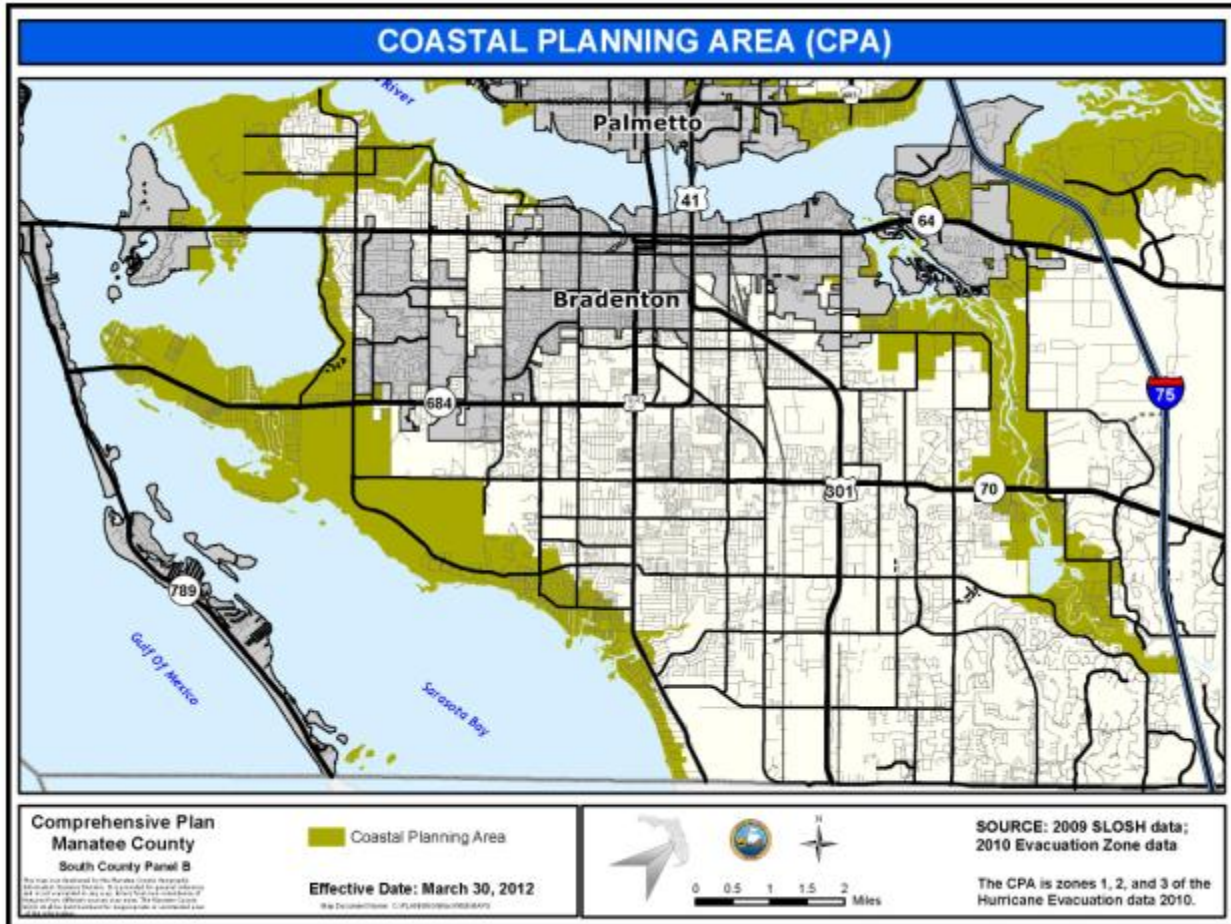 COASTAL PLANNING AREA (CPA)
River
Palmetto
41
64
Bradenton
75
684
301
70
789
Gulf Of Mexico
Sarasota Bay
Comprehensive Plan
Manatee County
South County Panel B
Coastal Planning Area
Effective Date: March 30, 2012
N
0 0.5 1 1.5 2
Miles
SOURCE: 2009 SLOSH data;
2010 Evacuation Zone data
The CPA is zones 1, 2, and 3 of the
Hurricane Evacuation data 2010.